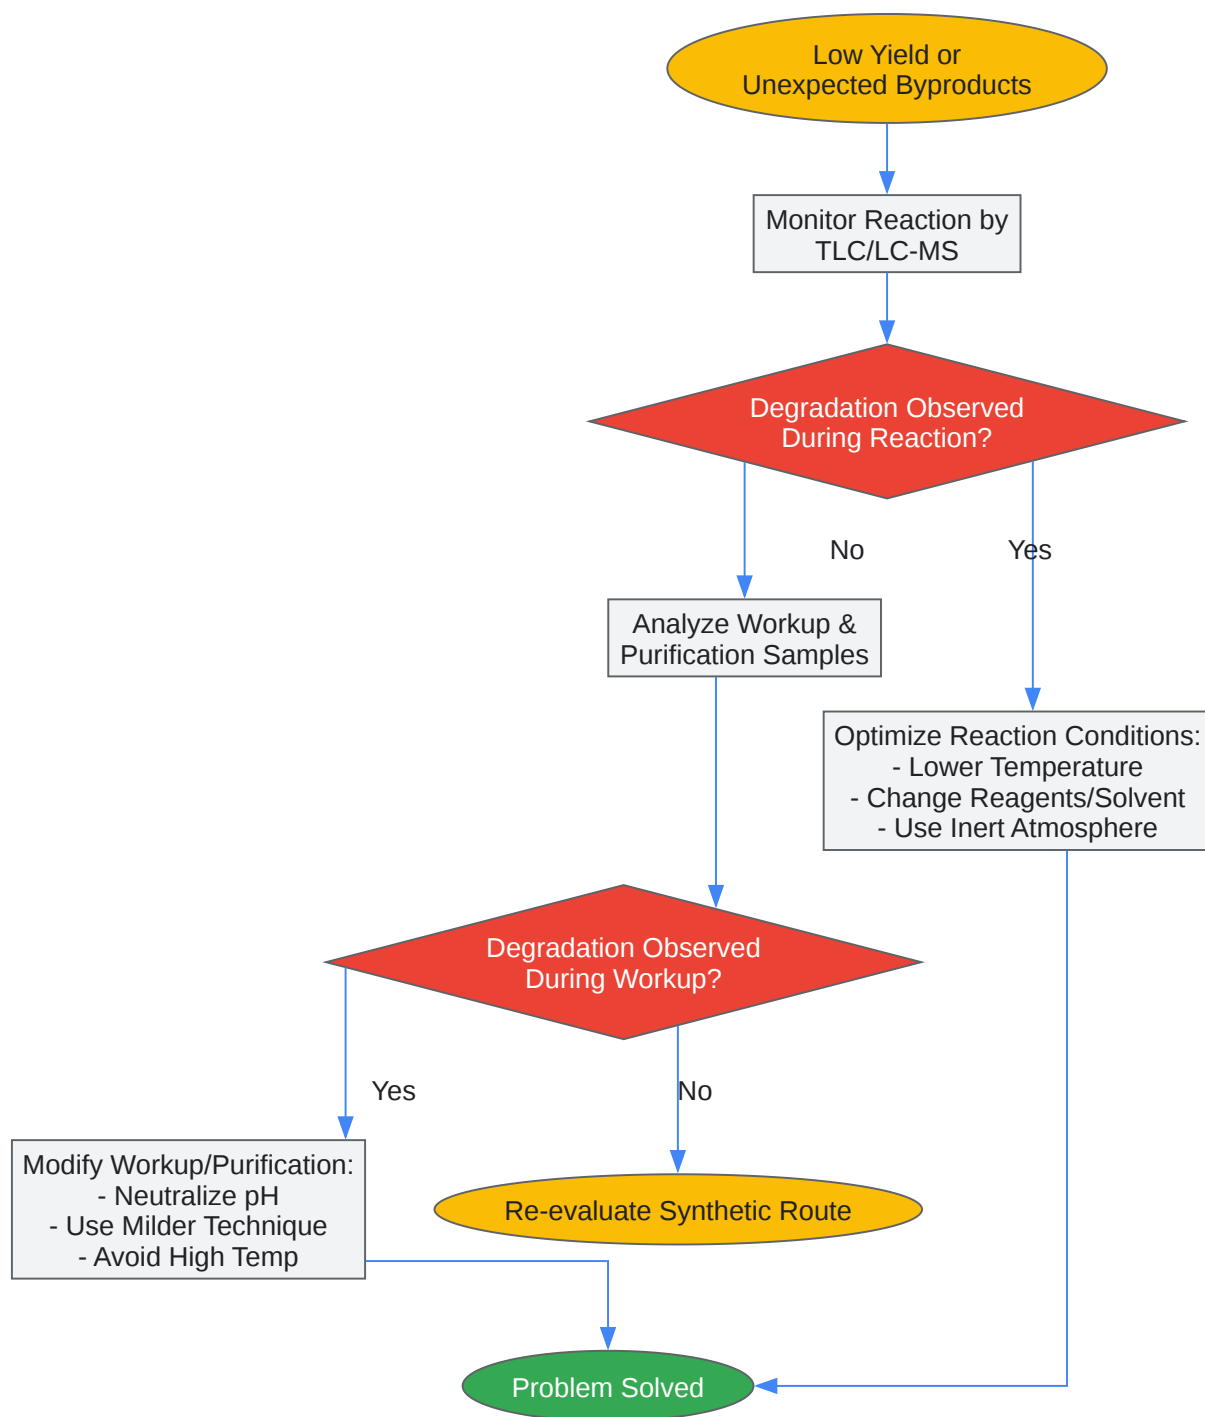 Low Yield or
Unexpected Byproducts
Monitor Reaction by
TLC/LC-MS
Degradation Observed
During Reaction?
No
Yes
Analyze Workup &
Purification Samples
Optimize Reaction Conditions:
- Lower Temperature
- Change Reagents/Solvent
- Use Inert Atmosphere
Degradation Observed
During Workup?
Yes
No
Modify Workup/Purification:
- Neutralize pH
- Use Milder Technique
- Avoid High Temp
Re-evaluate Synthetic Route
Problem Solved